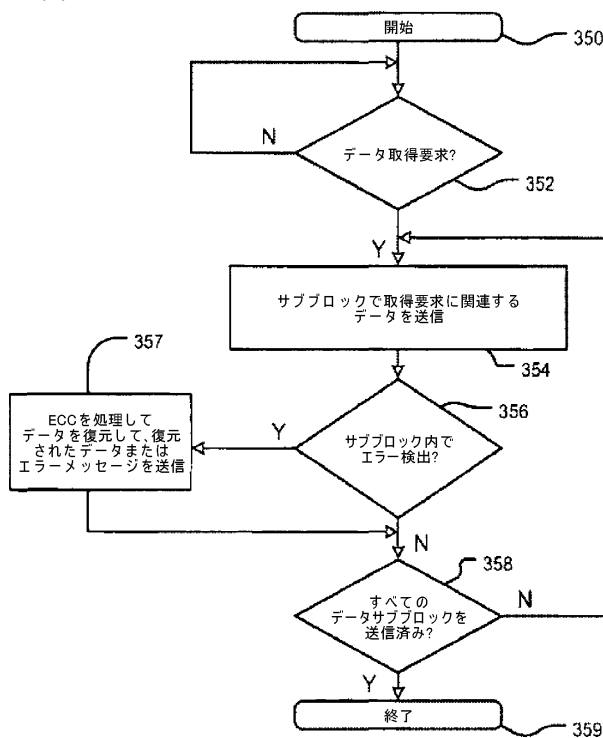 開始
350
N
データ取得要求?
352
Y
サブブロックで取得要求に関連する
データを送信
354
357
356
ECCを処理して
データを復元して、復元
されたデータまたは
エラーメッセージを送信
Y
サブブロック内で
エラー検出?
N
358
すべての
データサブブロックを
送信済み?
N
Y
終了
359